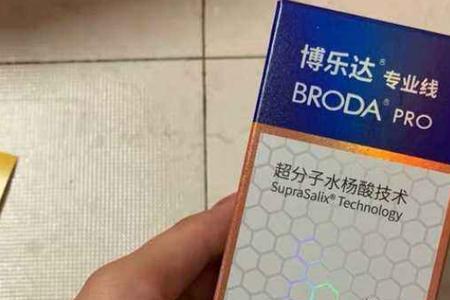 博乐达® 专业线
BRODA® PRO
超分子水杨酸技术
SupraSalix® Technology